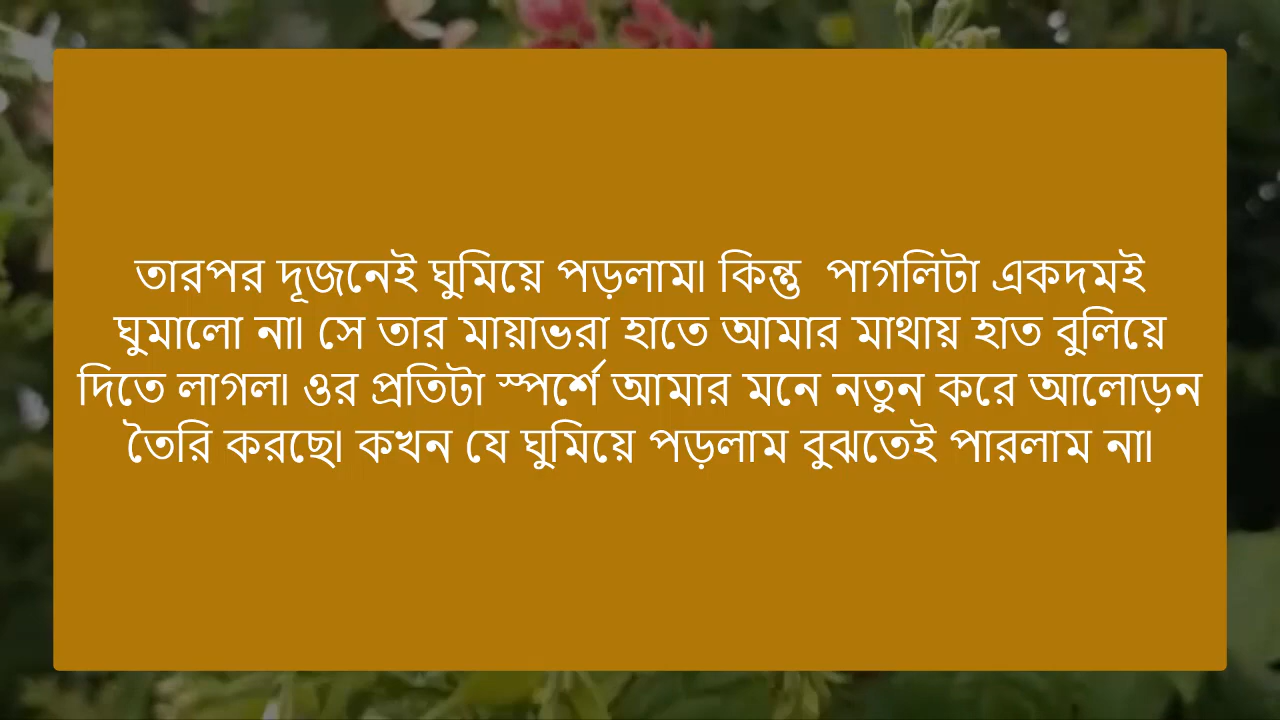 তারপর দূজনেই ঘুমিয়ে পড়লাম। কিন্তু  পাগলিটা একদমই
ঘুমালো না। সে তার মায়াভরা হাতে আমার মাথায় হাত বুলিয়ে
দিতে লাগল। ওর প্রতিটা স্পর্শে আমার মনে নতুন করে আলোড়ন
তৈরি করছে। কখন যে ঘুমিয়ে পড়লাম বুঝতেই পারলাম না।